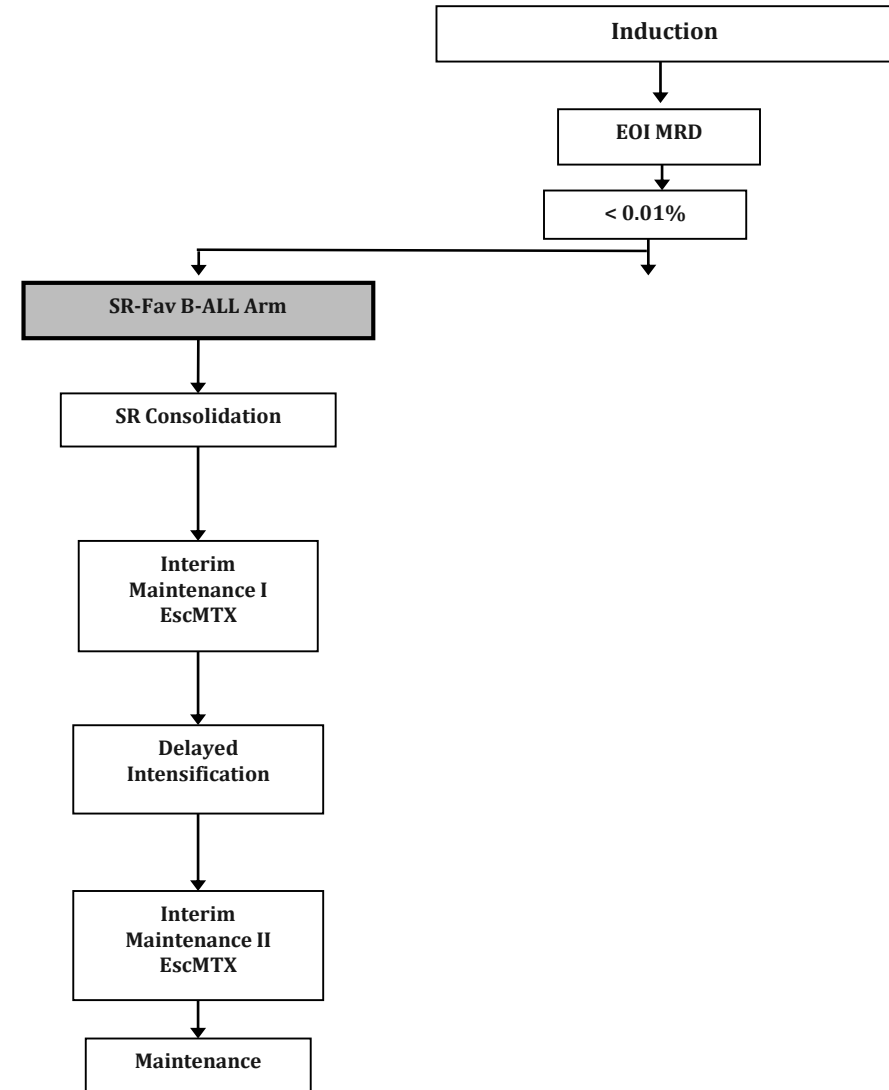 Induction
EOI MRD
< 0.01%
SR-Fav B-ALL Arm
SR Consolidation
Interim
Maintenance I
EscMTX
Delayed
Intensification
Interim
Maintenance II
EscMTX
Maintenance